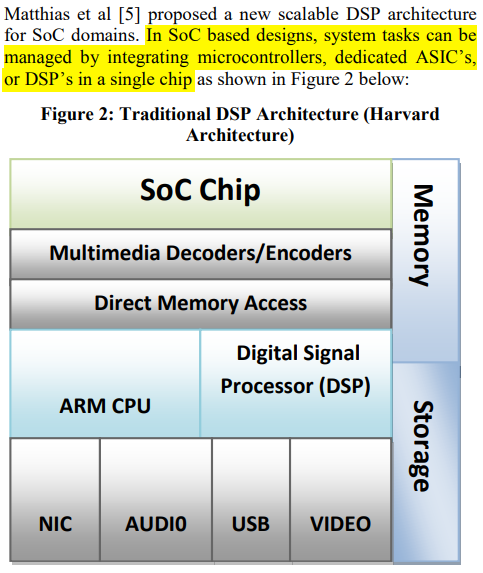 Matthias et al [5] proposed a new scalable DSP architecture
for SoC domains. In SoC based designs, system tasks can be
managed by integrating microcontrollers, dedicated ASIC's,
or DSP's in a single chip as shown in Figure 2 below:
Figure 2: Traditional DSP Architecture (Harvard
Architecture)
SoC Chip
Memory
Multimedia Decoders/Encoders
Direct Memory Access
ARM CPU
Digital Signal
Processor (DSP)
Storage
NIC
AUDI0
USB
VIDEO